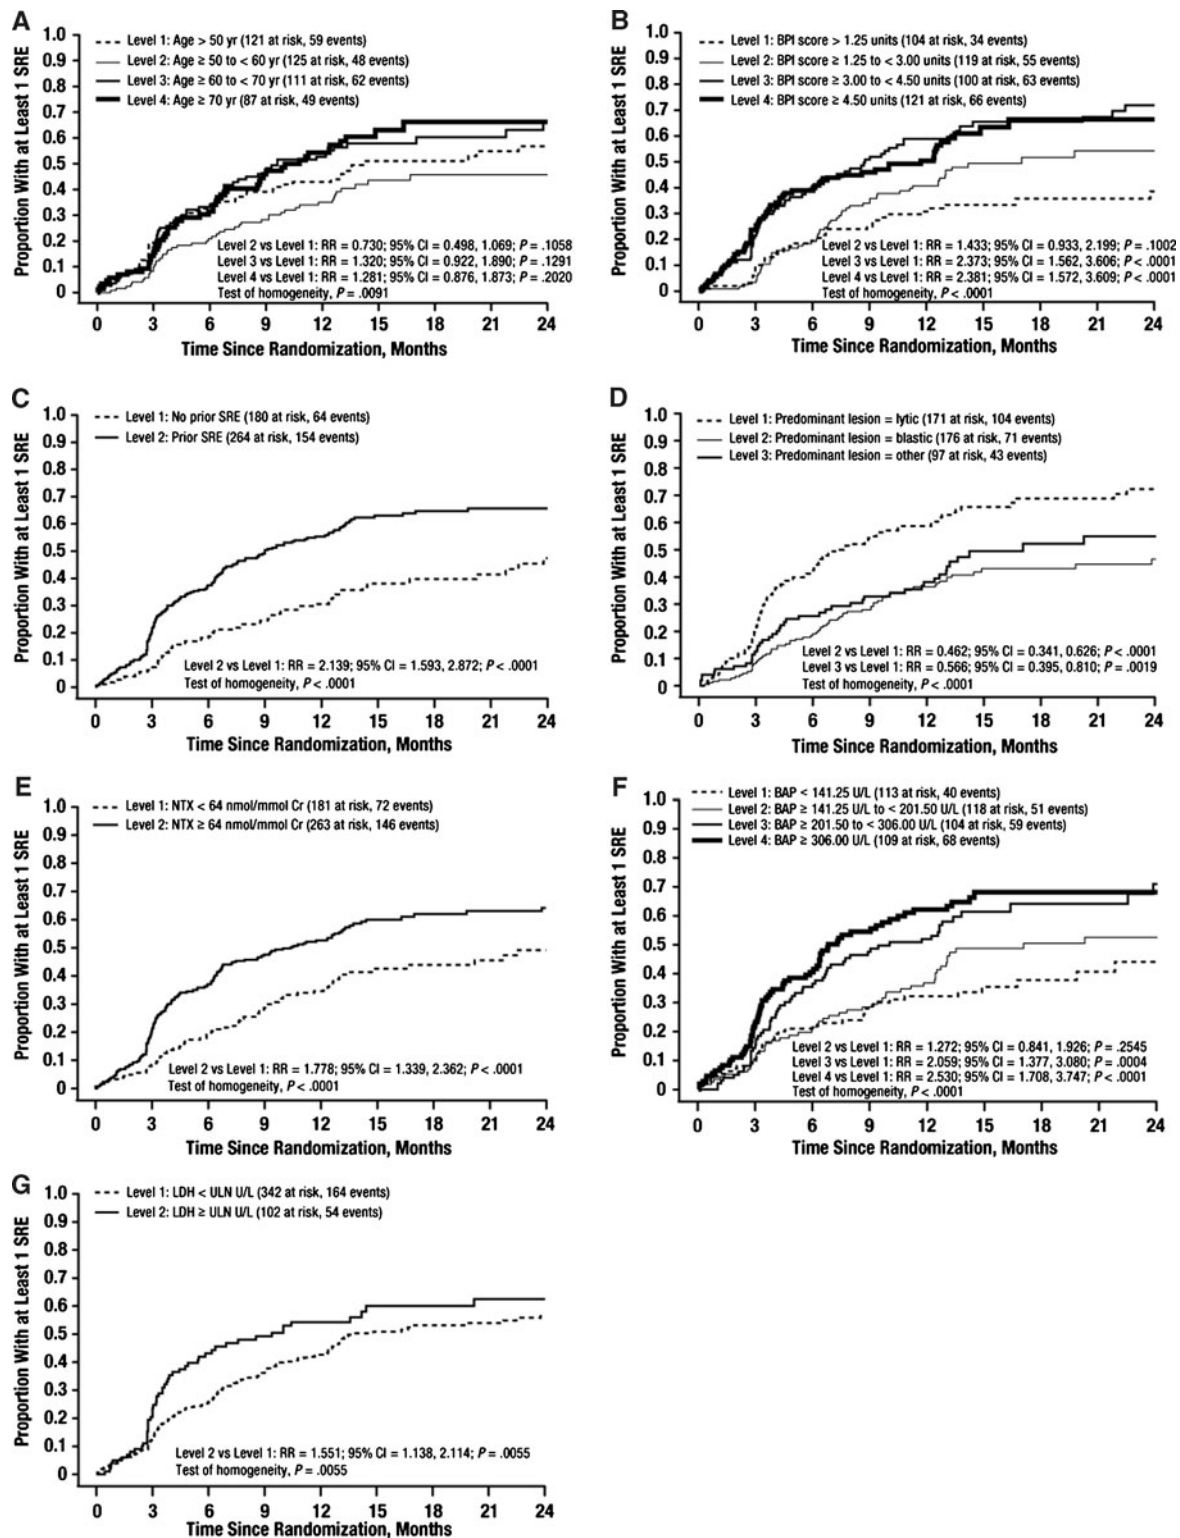 A
Proportion With at Least 1 SRE
1.0
0.9
0.8
0.7
0.6
0.5
0.4
0.3
0.2
0.1
0
Level 1: Age > 50 yr (121 at risk, 59 events)
Level 2: Age ≥ 50 to < 60 yr (125 at risk, 48 events)
Level 3: Age ≥ 60 to < 70 yr (111 at risk, 62 events)
Level 4: Age ≥ 70 yr (87 at risk, 49 events)
Level 2 vs Level 1: RR = 0.730; 95% CI = 0.498, 1.069; P = .1058
Level 3 vs Level 1: RR = 1.320; 95% CI = 0.922, 1.890; P = .1291
Level 4 vs Level 1: RR = 1.281; 95% CI = 0.876, 1.873; P = .2020
Test of homogeneity, P = .0091
0 3 6 9 12 15 18 21 24
Time Since Randomization, Months
B
Proportion With at Least 1 SRE
1.0
0.9
0.8
0.7
0.6
0.5
0.4
0.3
0.2
0.1
0
Level 1: BPI score > 1.25 units (104 at risk, 34 events)
Level 2: BPI score ≥ 1.25 to < 3.00 units (119 at risk, 55 events)
Level 3: BPI score ≥ 3.00 to < 4.50 units (100 at risk, 63 events)
Level 4: BPI score ≥ 4.50 units (121 at risk, 66 events)
Level 2 vs Level 1: RR = 1.433; 95% CI = 0.933, 2.199; P = .1002
Level 3 vs Level 1: RR = 2.373; 95% CI = 1.562, 3.606; P < .0001
Level 4 vs Level 1: RR = 2.381; 95% CI = 1.572, 3.609; P < .0001
Test of homogeneity, P < .0001
0 3 6 9 12 15 18 21 24
Time Since Randomization, Months
C
Proportion With at Least 1 SRE
1.0
0.9
0.8
0.7
0.6
0.5
0.4
0.3
0.2
0.1
0
Level 1: No prior SRE (180 at risk, 64 events)
Level 2: Prior SRE (264 at risk, 154 events)
Level 2 vs Level 1: RR = 2.139; 95% CI = 1.593, 2.872; P < .0001
Test of homogeneity, P < .0001
0 3 6 9 12 15 18 21 24
Time Since Randomization, Months
D
Proportion With at Least 1 SRE
1.0
0.9
0.8
0.7
0.6
0.5
0.4
0.3
0.2
0.1
0
Level 1: Predominant lesion = lytic (171 at risk, 104 events)
Level 2: Predominant lesion = blastic (176 at risk, 71 events)
Level 3: Predominant lesion = other (97 at risk, 43 events)
Level 2 vs Level 1: RR = 0.462; 95% CI = 0.341, 0.626; P < .0001
Level 3 vs Level 1: RR = 0.566; 95% CI = 0.395, 0.810; P = .0019
Test of homogeneity, P < .0001
0 3 6 9 12 15 18 21 24
Time Since Randomization, Months
E
Proportion With at Least 1 SRE
1.0
0.9
0.8
0.7
0.6
0.5
0.4
0.3
0.2
0.1
0
Level 1: NTX < 64 nmol/mmol Cr (181 at risk, 72 events)
Level 2: NTX ≥ 64 nmol/mmol Cr (263 at risk, 146 events)
Level 2 vs Level 1: RR = 1.778; 95% CI = 1.339, 2.362; P < .0001
Test of homogeneity, P < .0001
0 3 6 9 12 15 18 21 24
Time Since Randomization, Months
F
Proportion With at Least 1 SRE
1.0
0.9
0.8
0.7
0.6
0.5
0.4
0.3
0.2
0.1
0
Level 1: BAP < 141.25 U/L (113 at risk, 40 events)
Level 2: BAP ≥ 141.25 U/L to < 201.50 U/L (118 at risk, 51 events)
Level 3: BAP ≥ 201.50 to < 306.00 U/L (104 at risk, 59 events)
Level 4: BAP ≥ 306.00 U/L (109 at risk, 68 events)
Level 2 vs Level 1: RR = 1.272; 95% CI = 0.841, 1.926; P = .2545
Level 3 vs Level 1: RR = 2.059; 95% CI = 1.377, 3.080; P = .0004
Level 4 vs Level 1: RR = 2.530; 95% CI = 1.708, 3.747; P < .0001
Test of homogeneity, P < .0001
0 3 6 9 12 15 18 21 24
Time Since Randomization, Months
G
Proportion With at Least 1 SRE
1.0
0.9
0.8
0.7
0.6
0.5
0.4
0.3
0.2
0.1
0
Level 1: LDH < ULN U/L (342 at risk, 164 events)
Level 2: LDH ≥ ULN U/L (102 at risk, 54 events)
Level 2 vs Level 1: RR = 1.551; 95% CI = 1.138, 2.114; P = .0055
Test of homogeneity, P = .0055
0 3 6 9 12 15 18 21 24
Time Since Randomization, Months